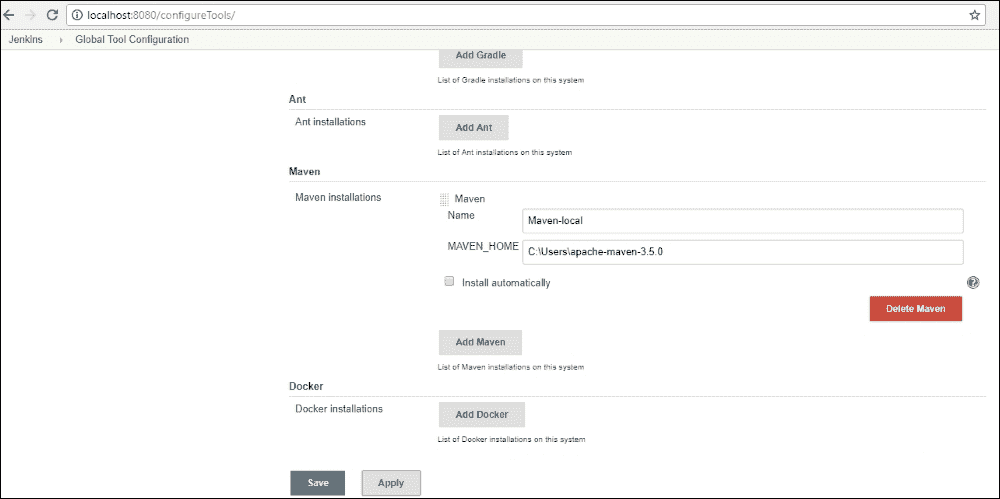 localhost:8080/configureTools/
Jenkins Global Tool Configuration
Add Gradle
List of Gradle installations on this system
Ant
Ant installations Add Ant
List of Ant installations on this system
Maven
Maven installations Maven
Name Maven-local
MAVEN_HOME C:\Users\apache-maven-3.5.0
Install automatically
Delete Maven
Add Maven
List of Maven installations on this system
Docker
Docker installations Add Docker
List of Docker installations on this system
Save Apply